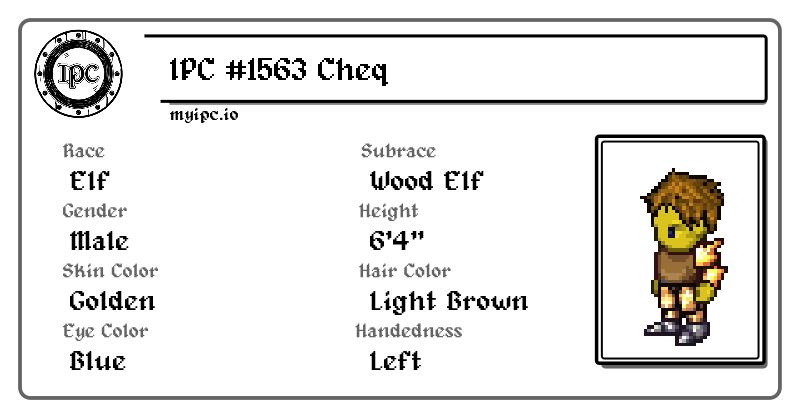 IPC
IPC #1563 Cheq
myipc.io
Race
Elf
Subrace
Wood Elf
Gender
Male
Height
6'4"
Skin Color
Golden
Hair Color
Light Brown
Eye Color
Blue
Handedness
Left